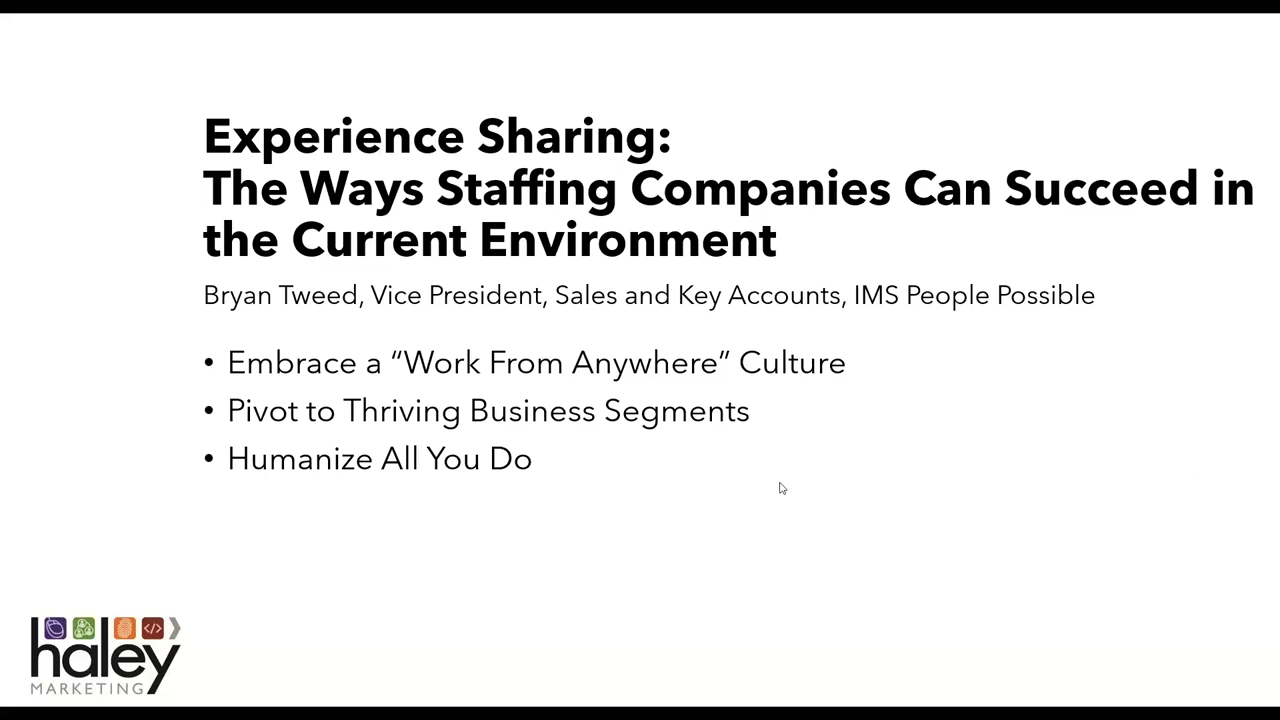 Experience Sharing:
The Ways Staffing Companies Can Succeed in
the Current Environment
Bryan Tweed, Vice President, Sales and Key Accounts, IMS People Possible
• Embrace a “Work From Anywhere” Culture
• Pivot to Thriving Business Segments
• Humanize All You Do
</>
haley
MARKETING